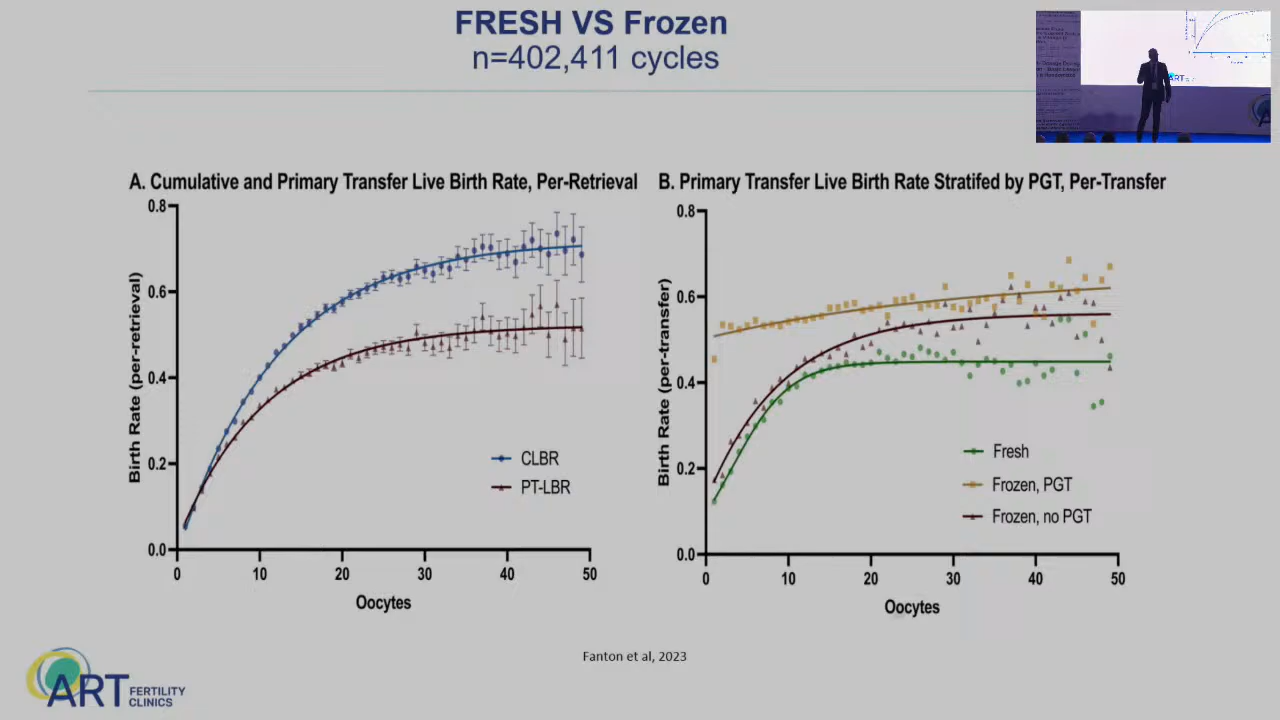 FRESH VS Frozen
n=402,411 cycles
A. Cumulative and Primary Transfer Live Birth Rate, Per-Retrieval
0.8
0.6
0.4
0.2
0.0
Birth Rate (per-retrieval)
CLBR
PT-LBR
0 10 20 30 40 50
Oocytes
B. Primary Transfer Live Birth Rate Stratifed by PGT, Per-Transfer
0.8
0.6
0.4
0.2
0.0
Birth Rate (per-transfer)
Fresh
Frozen, PGT
Frozen, no PGT
0 10 20 30 40 50
Oocytes
Fanton et al, 2023
ART FERTILITY
CLINICS
ART